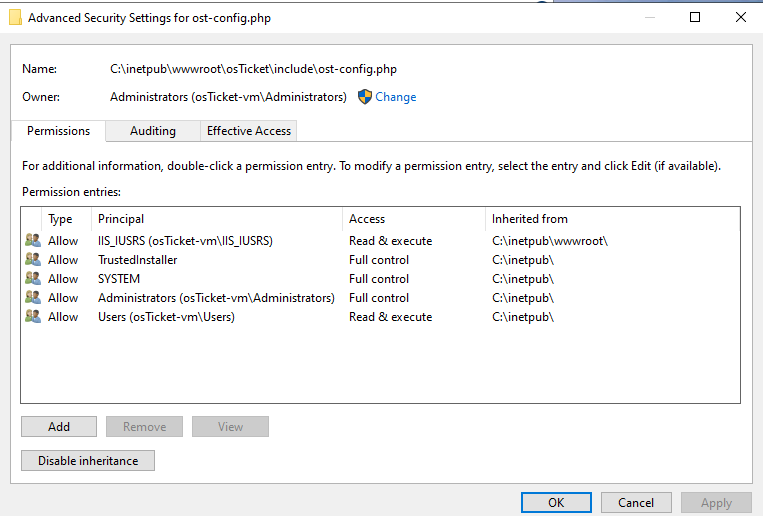 Advanced Security Settings for ost-config.php
Name: C:\inetpub\wwwroot\osTicket\include\ost-config.php
Owner: Administrators (osTicket-vm\Administrators) Change
Permissions Auditing Effective Access
For additional information, double-click a permission entry. To modify a permission entry, select the entry and click Edit (if available).
Permission entries:
Type Principal Access Inherited from
Allow IIS_IUSRS (osTicket-vm\IIS_IUSRS) Read & execute C:\inetpub\wwwroot\
Allow TrustedInstaller Full control C:\inetpub\
Allow SYSTEM Full control C:\inetpub\
Allow Administrators (osTicket-vm\Administrators) Full control C:\inetpub\
Allow Users (osTicket-vm\Users) Read & execute C:\inetpub\
Add Remove View
Disable inheritance
OK Cancel Apply